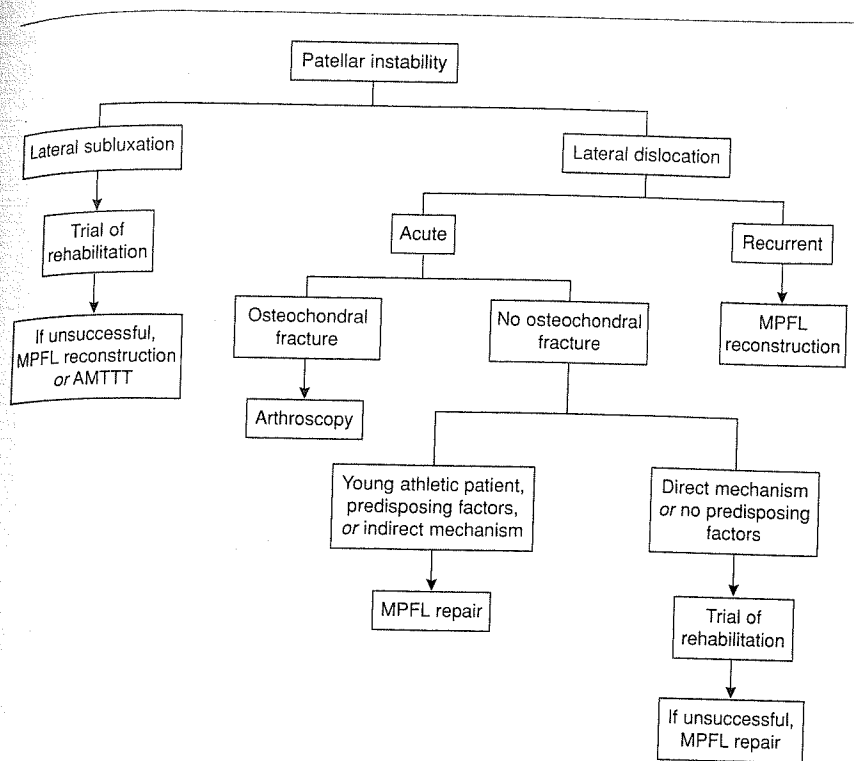 Patellar instability
Lateral subluxation
Lateral dislocation
Trial of
rehabilitation
Acute
Recurrent
If unsuccessful,
MPFL reconstruction
or AMTTT
Osteochondral
fracture
No osteochondral
fracture
MPFL
reconstruction
Arthroscopy
Young athletic patient,
predisposing factors,
or indirect mechanism
Direct mechanism
or no predisposing
factors
MPFL repair
Trial of
rehabilitation
If unsuccessful,
MPFL repair